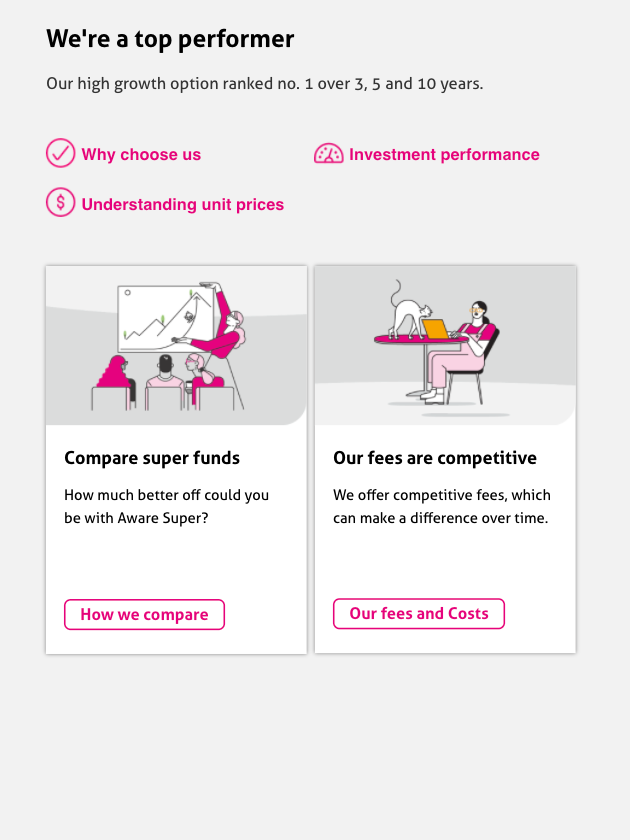 We're a top performer
Our high growth option ranked no. 1 over 3, 5 and 10 years.
Why choose us
Investment performance
Understanding unit prices
Compare super funds
How much better off could you
be with Aware Super?
How we compare
Our fees are competitive
We offer competitive fees, which
can make a difference over time.
Our fees and Costs